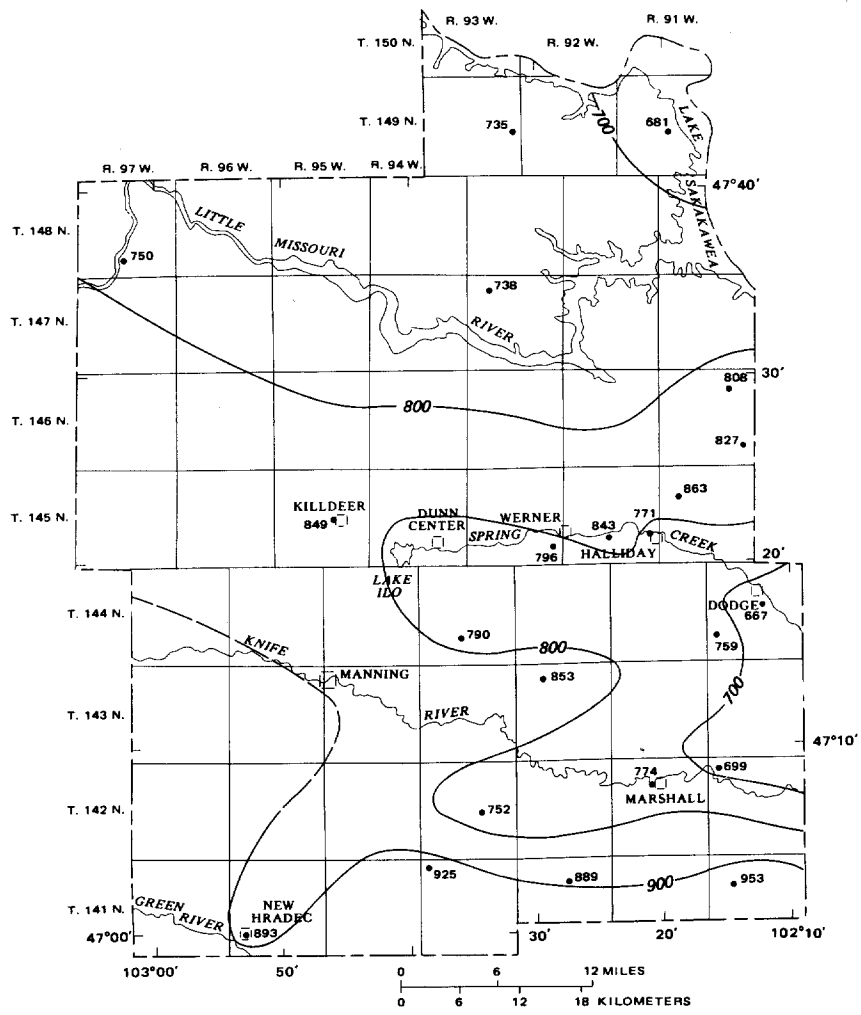 R. 93 W.
R. 91 W.
T. 150 N.
R. 92 W.
T. 149 N.
735
700
681
LAKE
R. 97 W.
R. 96 W.
R. 95 W.
R. 94 W.
47°40'
SAKAKAWEA
T. 148 N.
LITTLE
MISSOURI
750
738
T. 147 N.
RIVER
30'
808
T. 146 N.
800
827
863
KILLDEER
849
DUNN
CENTER
WERNER
843
771
T. 145 N.
SPRING
CREEK
796
HALLIDAY
20'
LAKE
ILO
T. 144 N.
DODGE
667
790
759
KNIFE
800
853
MANNING
700
T. 143 N.
RIVER
47°10'
774
699
MARSHALL
T. 142 N.
752
925
889
900
953
GREEN
RIVER
NEW
HRADEC
T. 141 N.
893
47°00'
30'
20'
102°10'
103°00'
50'
0
6
12 MILES
0
6
12
18 KILOMETERS